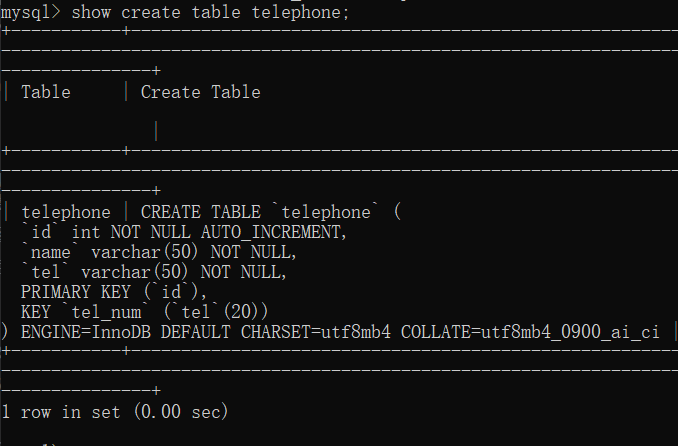 mysql> show create table telephone;
+-----------+------------------------------------------------------
--------------------------------------------------------------------
---------------+
| Table     | Create Table
               |
+-----------+------------------------------------------------------
--------------------------------------------------------------------
---------------+
| telephone | CREATE TABLE `telephone` (
  `id` int NOT NULL AUTO_INCREMENT,
  `name` varchar(50) NOT NULL,
  `tel` varchar(50) NOT NULL,
  PRIMARY KEY (`id`),
  KEY `tel_num` (`tel`(20))
) ENGINE=InnoDB DEFAULT CHARSET=utf8mb4 COLLATE=utf8mb4_0900_ai_ci |
+-----------+------------------------------------------------------
--------------------------------------------------------------------
---------------+
1 row in set (0.00 sec)